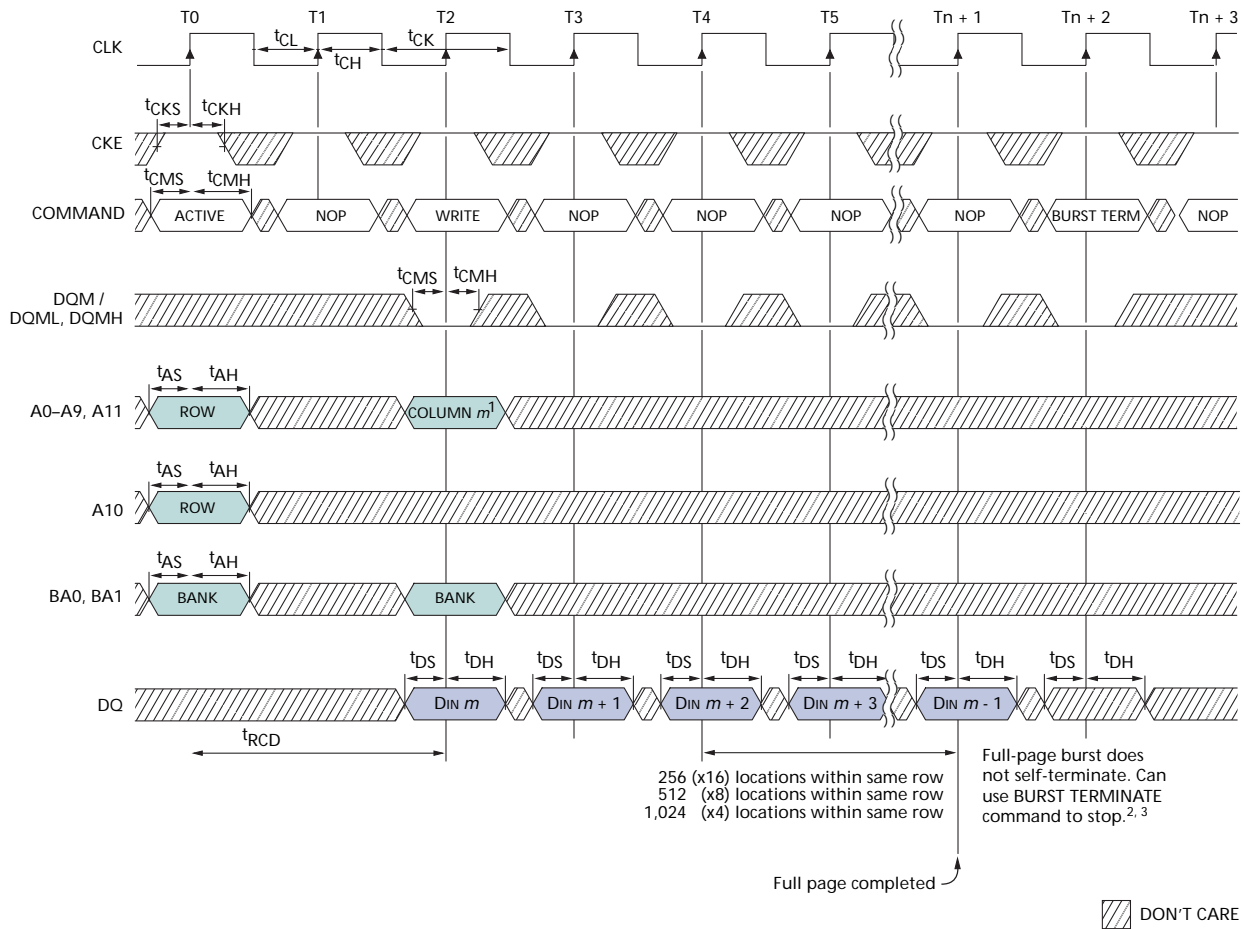 T0 T1 T2 T3 T4 T5 Tn + 1 Tn + 2 Tn + 3
CLK
tCL tCK
tCH
tCKS tCKH
CKE
tCMS tCMH
COMMAND ACTIVE NOP WRITE NOP NOP NOP NOP BURST TERM NOP
tCMS tCMH
DQM /
DQML, DQMH
tAS tAH
A0–A9, A11 ROW COLUMN m1
tAS tAH
A10 ROW
tAS tAH
BA0, BA1 BANK BANK
tDS tDH tDS tDH tDS tDH tDS tDH tDS tDH tDS tDH
DQ DIN m DIN m + 1 DIN m + 2 DIN m + 3 DIN m - 1
tRCD
256 (x16) locations within same row
512 (x8) locations within same row
1,024 (x4) locations within same row
Full-page burst does
not self-terminate. Can
use BURST TERMINATE
command to stop.2, 3
Full page completed
DON'T CARE